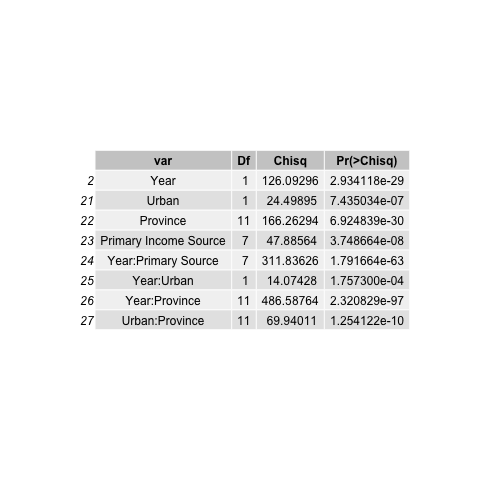 var Df Chisq Pr(>Chisq)
2 Year 1 126.09296 2.934118e-29
21 Urban 1 24.49895 7.435034e-07
22 Province 11 166.26294 6.924839e-30
23 Primary Income Source 7 47.88564 3.748664e-08
24 Year:Primary Source 7 311.83626 1.791664e-63
25 Year:Urban 1 14.07428 1.757300e-04
26 Year:Province 11 486.58764 2.320829e-97
27 Urban:Province 11 69.94011 1.254122e-10